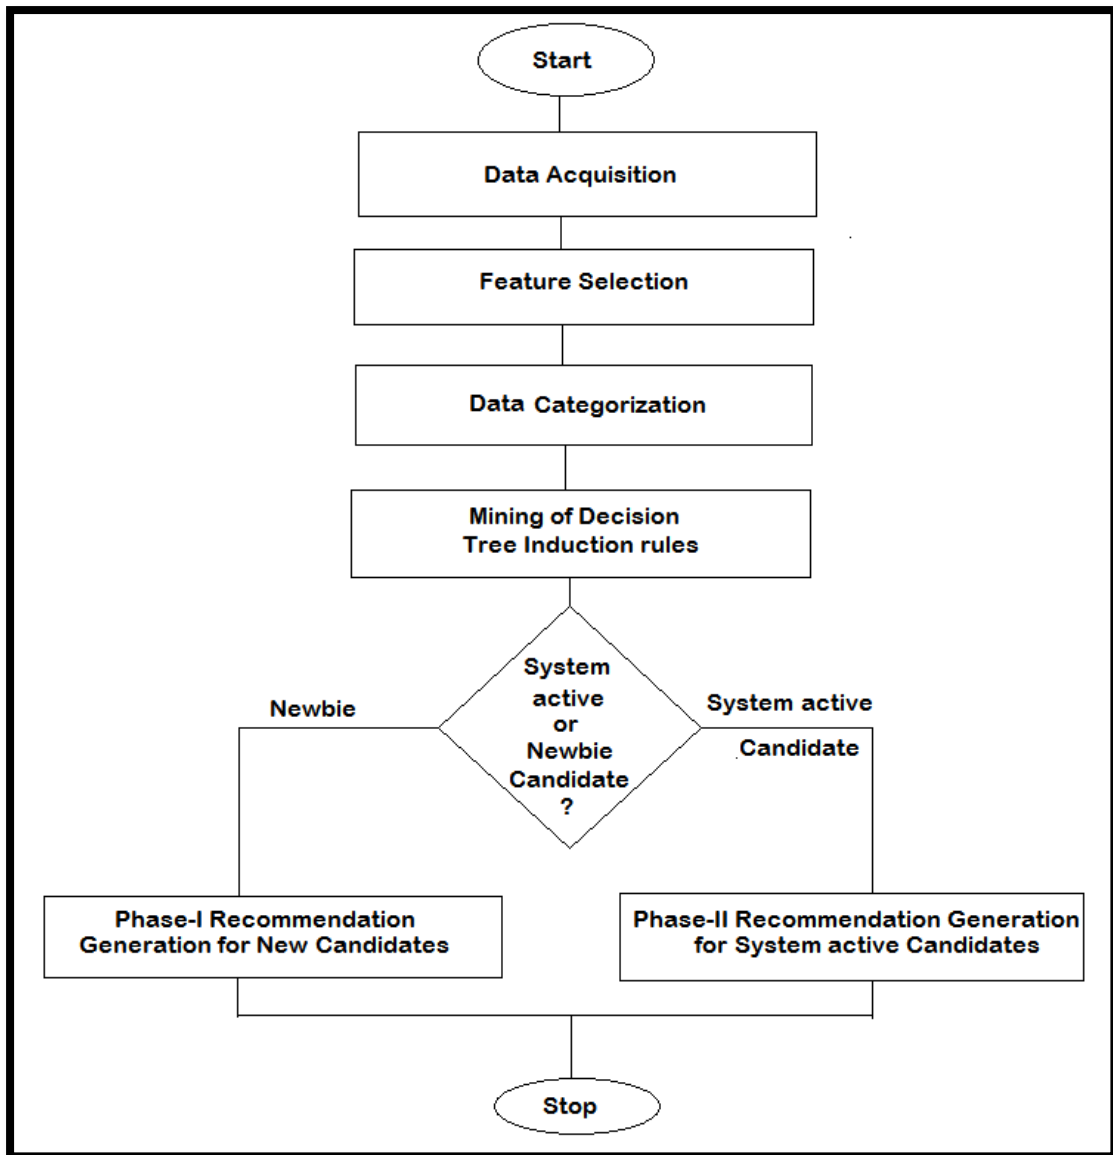 Start
Data Acquisition
Feature Selection
Data Categorization
Mining of Decision
Tree Induction rules
System
active
or
Newbie
Candidate
?
Newbie
System active
Candidate
Phase-I Recommendation
Generation for New Candidates
Phase-II Recommendation Generation
for System active Candidates
Stop